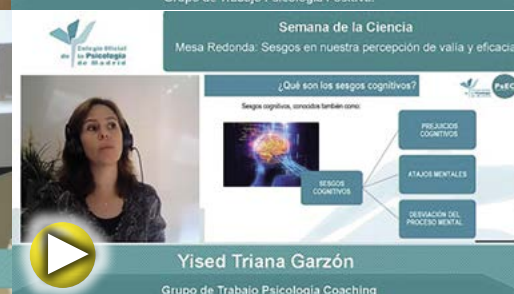 Grupo de Trabajo Psicología Positiva.
Semana de la Ciencia
Mesa Redonda: Sesgos en nuestra percepción de valía y eficacia
Colegio Oficial
de la Psicología
de Madrid
¿Qué son los sesgos cognitivos?
PsEC
Sesgos cognitivos, conocidos también como:
PREJUICIOS
COGNITIVOS
SESGOS
COGNITIVOS
ATAJOS MENTALES
DESVIACIÓN DEL
PROCESO MENTAL
Yised Triana Garzón
Grupo de Trabajo Psicología Coaching